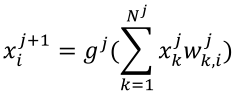 $x_i^{j+1} = g^j(\sum_{k=1}^{N^j} x_k^j w_{k,i}^j)$